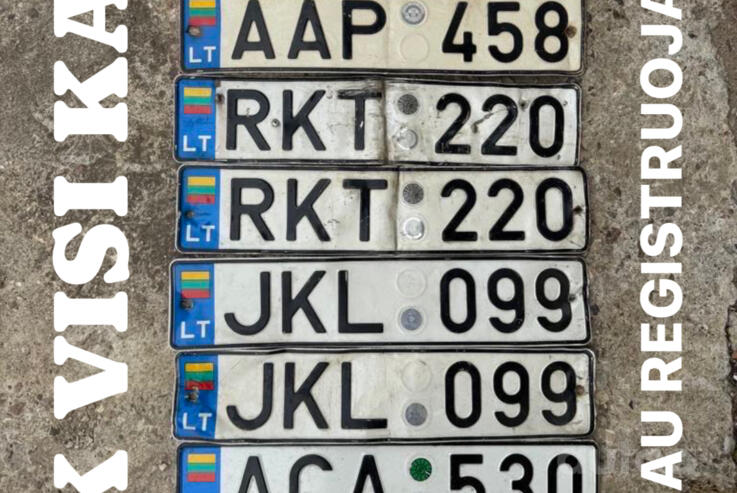 K VISI KA
LT AAP 458
LT RKT 220
LT RKT 220
LT JKL 099
LT JKL 099
ACA 530
AU REGISTRUOJA